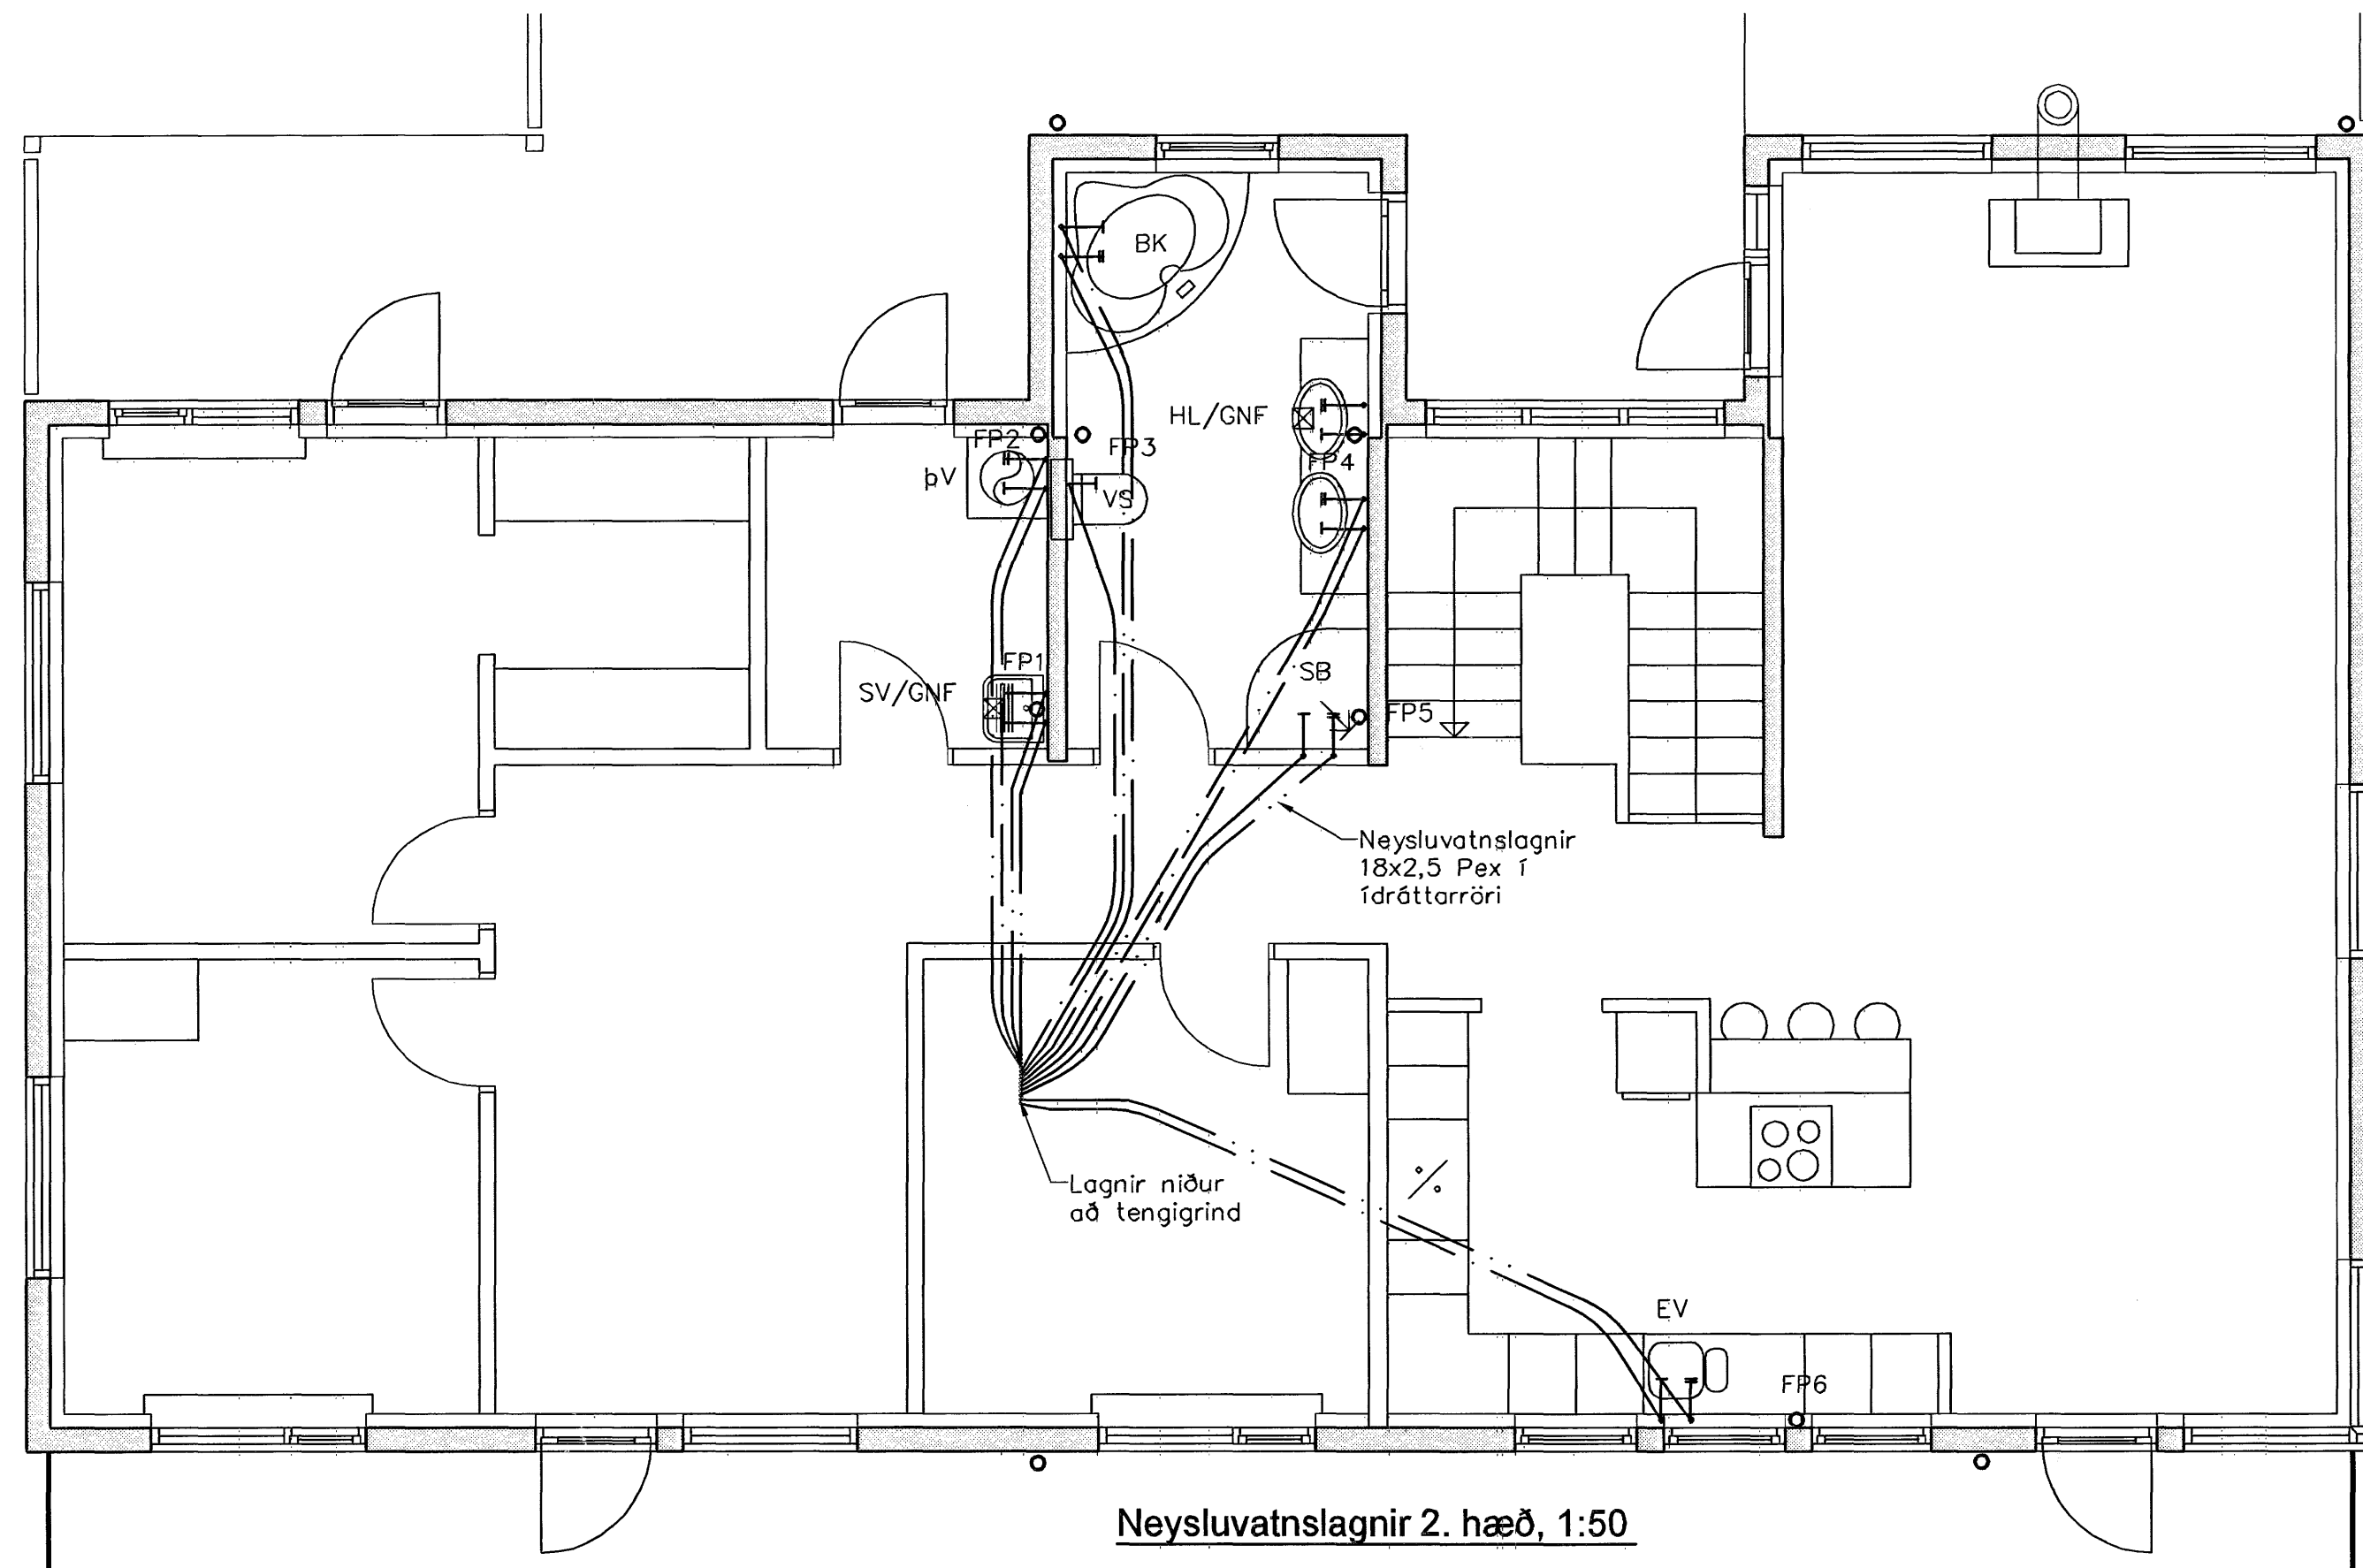 BK
HL/GNF
FP2
FP3
FP4
þV
VS
FP1
SB
SV/GNF
FP5
Neysluvatnslagnir
18x2,5 Pex í
ídráttarröri
Lagnir niður
að tengigrind
EV
FP6
Neysluvatnslagnir 2. hæð, 1:50